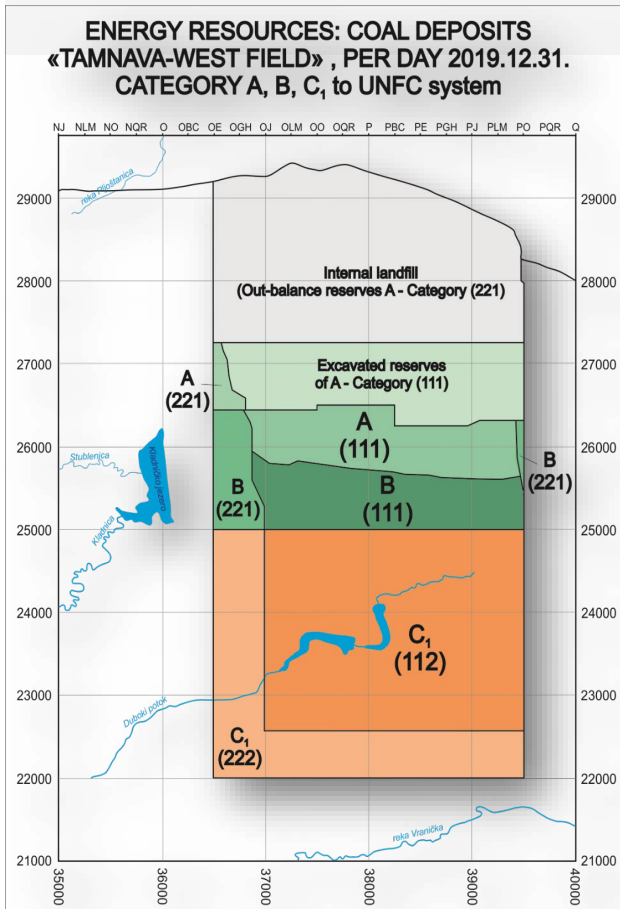 ENERGY RESOURCES: COAL DEPOSITS
«TAMNAVA-WEST FIELD» , PER DAY 2019.12.31.
CATEGORY A, B, C₁ to UNFC system
NJ NLM NO NQR O OBC OE OGH OJ OLM OO OQR P PBC PE PGH PJ PLM PO PQR Q
reka Pljoštanica
29000 29000
Internal landfill
(Out-balance reserves A - Category (221)
28000 28000
27000 27000
Excavated reserves
of A - Category (111)
A
(221)
A
(111)
26000 26000
Stublenica
Kladničko jezero
B
(221)
B
(111)
B
(221)
Kladnica
25000 25000
24000 24000
C₁
(112)
23000 23000
Duboki potok
C₁
(222)
22000 22000
reka Vranička
21000 21000
35000 36000 37000 38000 39000 40000